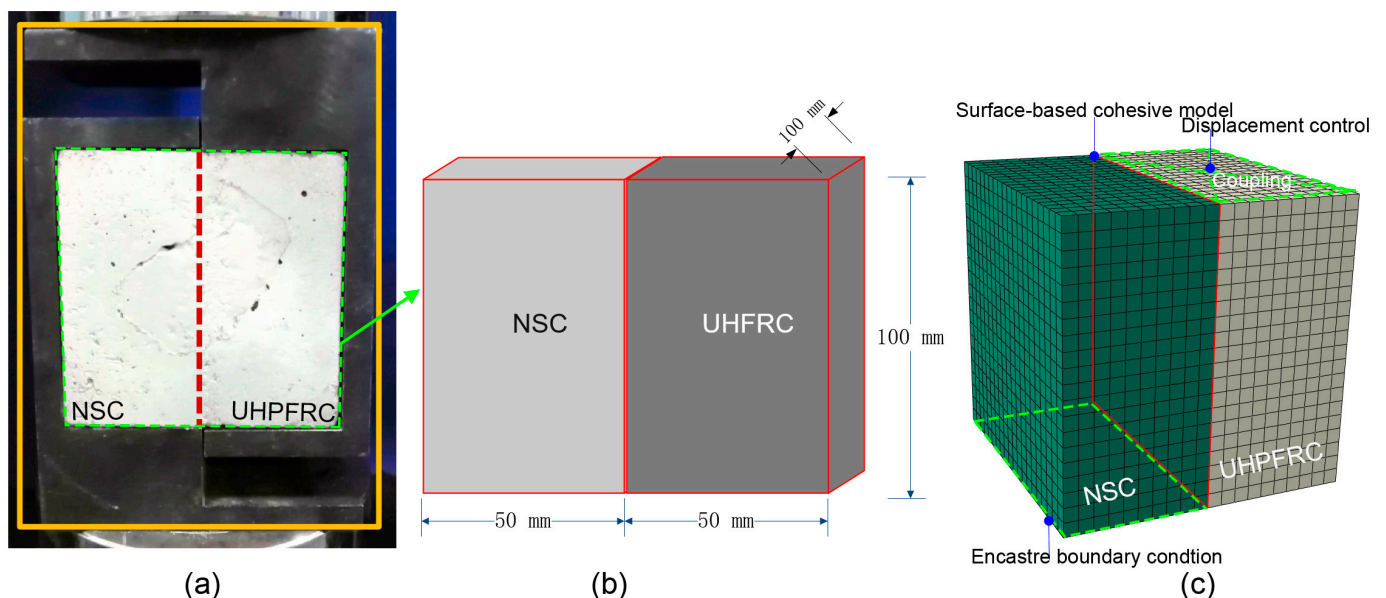 NSC
UHPFRC
(a)
100 mm
NSC
UHFRC
100 mm
50 mm
50 mm
(b)
Surface-based cohesive model
Displacement control
Coupling
NSC
UHPFRC
Encastre boundary condtion
(c)